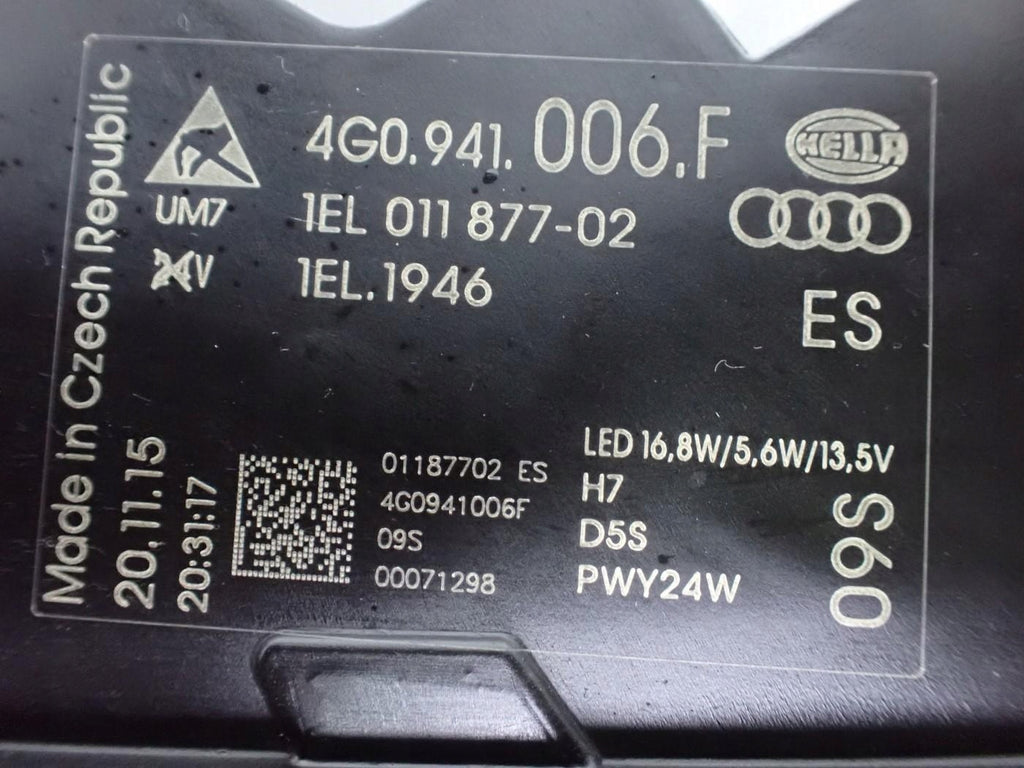 Made in Czech Republic
UM7
24V
4G0.941. 006.F
1EL 011 877-02
1EL.1946
HELLA
ES
20.11.15
20:31:17
01187702 ES
4G0941006F
09S
00071298
LED 16,8W/5,6W/13,5V
H7
D5S
PWY24W
09S